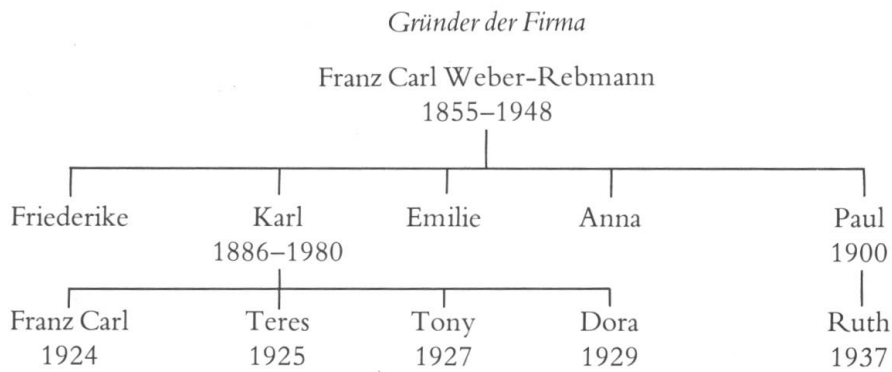 Gründer der Firma
Franz Carl Weber-Rebmann
1855–1948
Friederike Karl Emilie Anna Paul
1886–1980 1900
Franz Carl Teres Tony Dora Ruth
1924 1925 1927 1929 1937